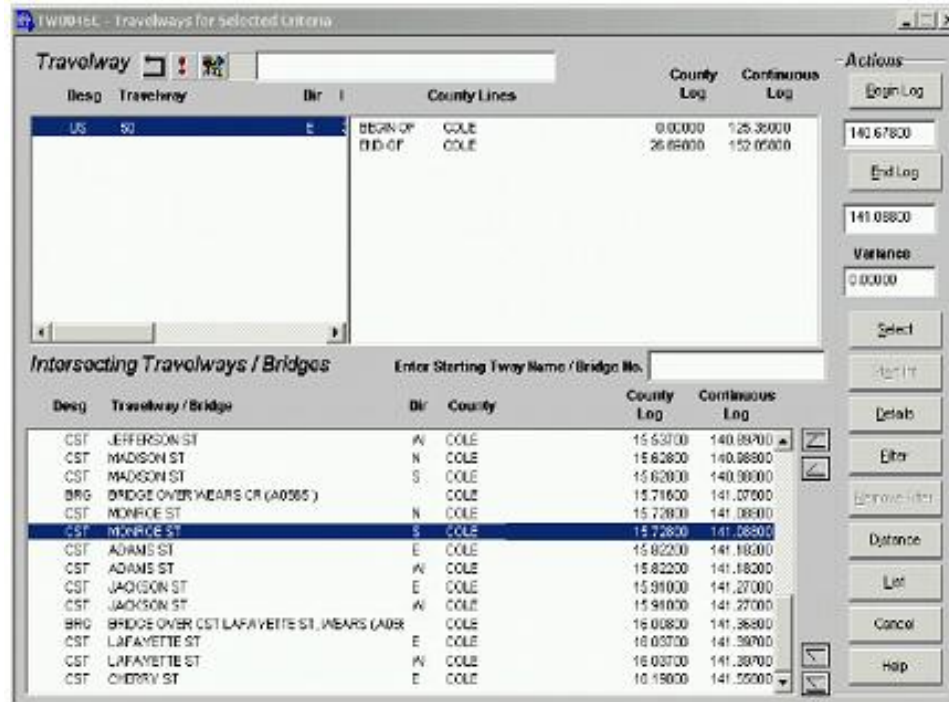 TW0046C - Travelways for Selected Criteria
Travelway
County Continuous
Desg Travelway Dir County Lines Log Log
US 50 E
BEGIN OF COLE 0.00000 125.36000
END OF COLE 26.69000 152.05000
Actions
Begin Log
140.67800
End Log
141.08800
Variance
0.00000
Select
Details
Filter
Remove Filter
Distance
List
Cancel
Help
Intersecting Travelways / Bridges
Enter Starting Tway Name / Bridge No.
County Continuous
Desg Travelway / Bridge Dir County Log Log
CST JEFFERSON ST W COLE 15.53700 140.89700
CST MADISON ST N COLE 15.62800 140.98800
CST MADISON ST S COLE 15.62800 140.98800
BRG BRIDGE OVER WEARS CR (A0585 ) COLE 15.71600 141.07600
CST MONROE ST N COLE 15.72800 141.08800
CST MONROE ST S COLE 15.72800 141.08800
CST ADAMS ST E COLE 15.82200 141.18200
CST ADAMS ST W COLE 15.82200 141.18200
CST JACKSON ST E COLE 15.91000 141.27000
CST JACKSON ST W COLE 15.91000 141.27000
BRG BRIDGE OVER CST LAFAYETTE ST, WEARS COLE 16.00800 141.36800
CST LAFAYETTE ST E COLE 16.03700 141.39700
CST LAFAYETTE ST W COLE 16.03700 141.39700
CST CHERRY ST E COLE